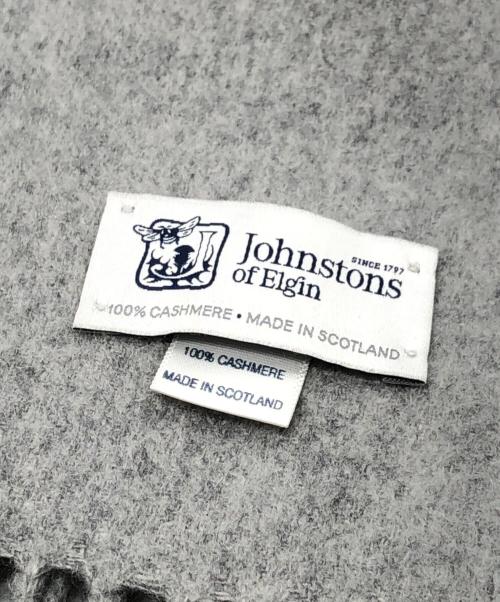 SINCE 1797
Johnstons
of Elgin
100% CASHMERE • MADE IN SCOTLAND
100% CASHMERE
MADE IN SCOTLAND